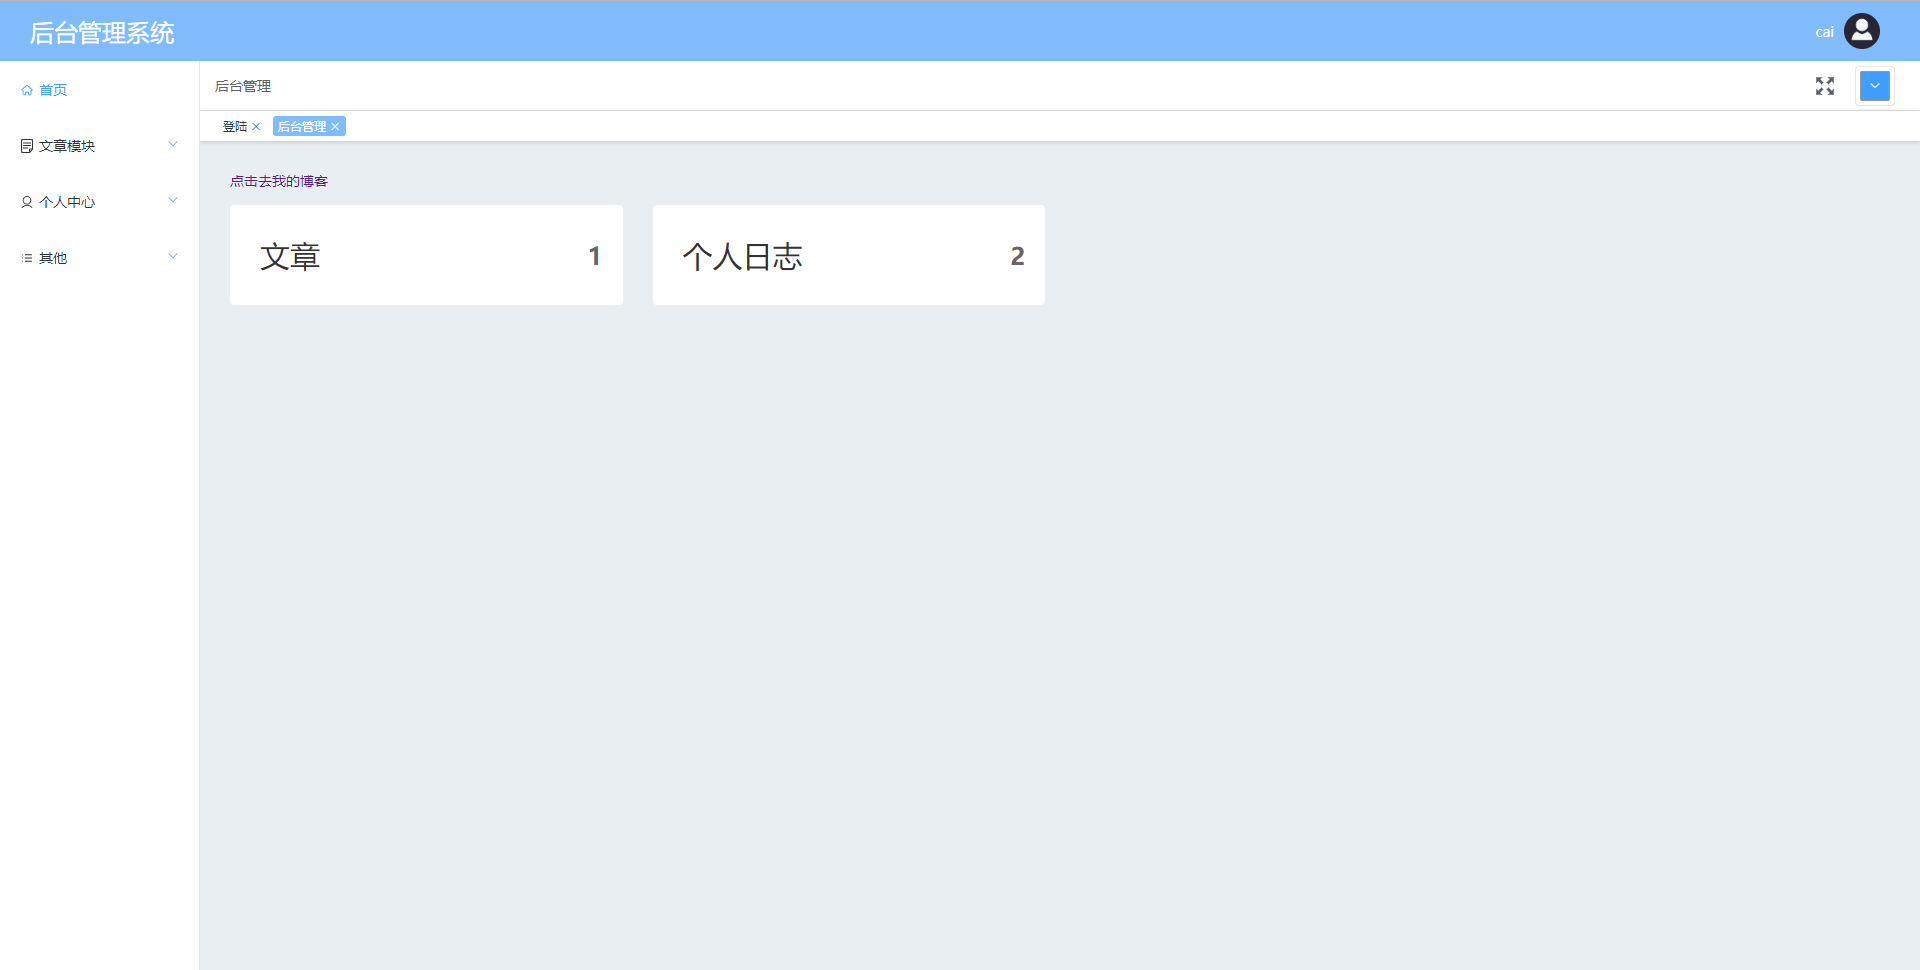 后台管理系统
cai
首页
文章模块
个人中心
其他
后台管理
登陆
后台管理
点击去我的博客
文章 1
个人日志 2